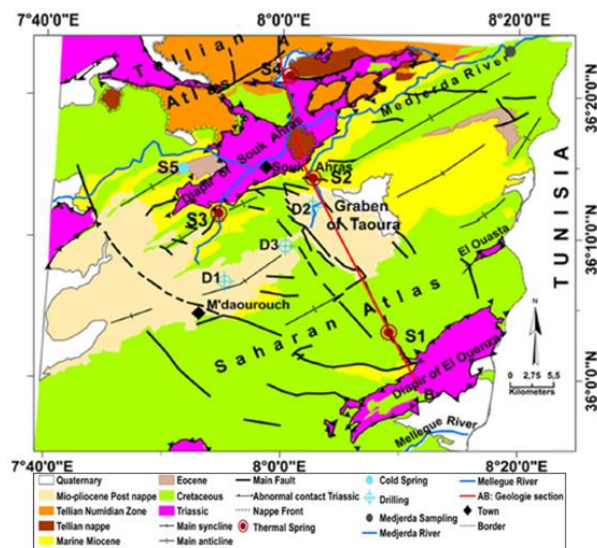 7°40'0"E 8°0'0"E 8°20'0"E
Tellian Atlas
A
S4
Medjerda River
36°20'0"N
Diapir of Souk Ahras
Souk Ahras
S5
S2
S3
D2
Graben
of Taoura
TUNISIA
D3
El Ouasta
36°10'0"N
D1
M'daourouch
Saharan Atlas
S1
N
Diapir of El Ouenza
B
36°0'0"N
0 2,75 5,5
Kilometers
Mellegue River
7°40'0"E 8°0'0"E 8°20'0"E
Quaternary Eocene Main Fault Cold Spring Mellegue River
Mio-pliocene Post nappe Cretaceous Abnormal contact Triassic Drilling AB: Geologie section
Tellian Numidian Zone Triassic Nappe Front Medjerda Sampling Town
Tellian nappe Main syncline Thermal Spring Medjerda River Border
Marine Miocene Main anticline